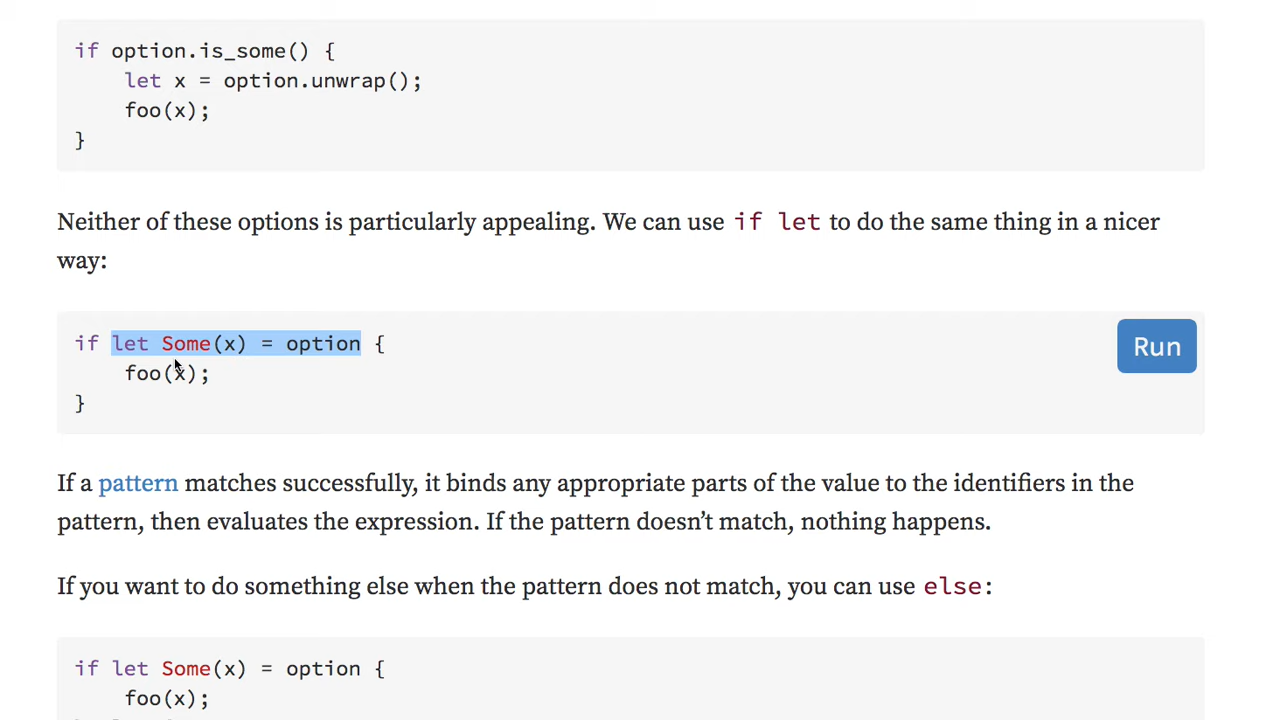 if option.is_some() {
    let x = option.unwrap();
    foo(x);
}
Neither of these options is particularly appealing. We can use if let to do the same thing in a nicer
way:
if let Some(x) = option {
Run
    foo(x);
}
If a pattern matches successfully, it binds any appropriate parts of the value to the identifiers in the
pattern, then evaluates the expression. If the pattern doesn’t match, nothing happens.
If you want to do something else when the pattern does not match, you can use else:
if let Some(x) = option {
    foo(x);